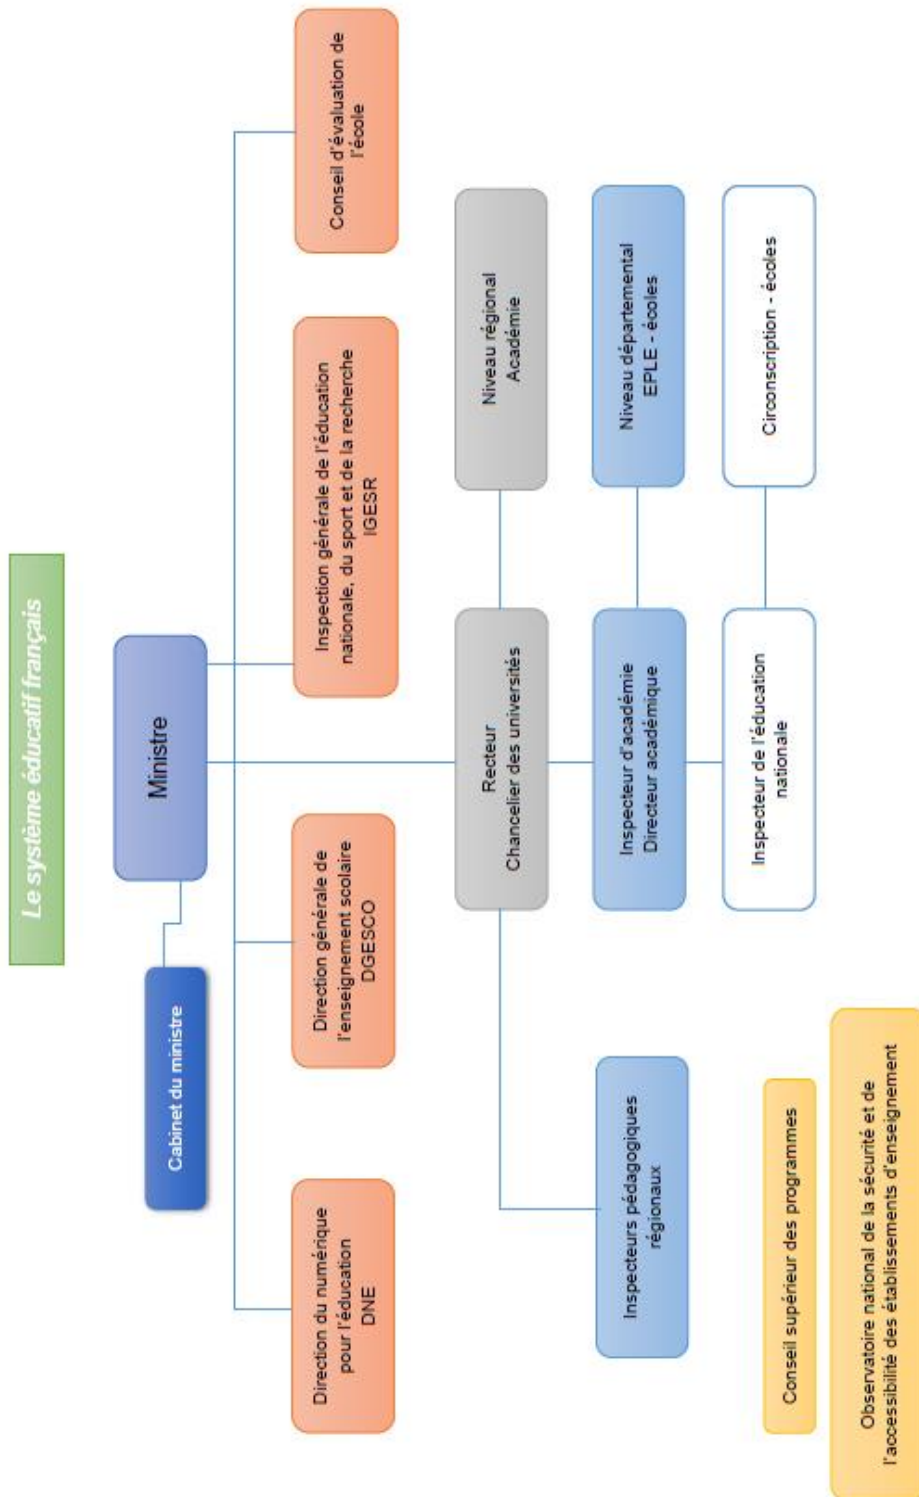 Le système éducatif français
Ministre
Cabinet du ministre
Direction du numérique
pour l'éducation
DNE
Direction générale de
l'enseignement scolaire
DGESCO
Inspection générale de l'éducation
nationale, du sport et de la recherche
IGESR
Conseil d'évaluation de
l'école
Recteur
Chancelier des universités
Niveau régional
Académie
Inspecteurs pédagogiques
régionaux
Inspecteur d'académie
Directeur académique
Niveau départemental
EPLE - écoles
Inspecteur de l'éducation
nationale
Circonscription - écoles
Conseil supérieur des programmes
Observatoire national de la sécurité et de
l'accessibilité des établissements d'enseignement